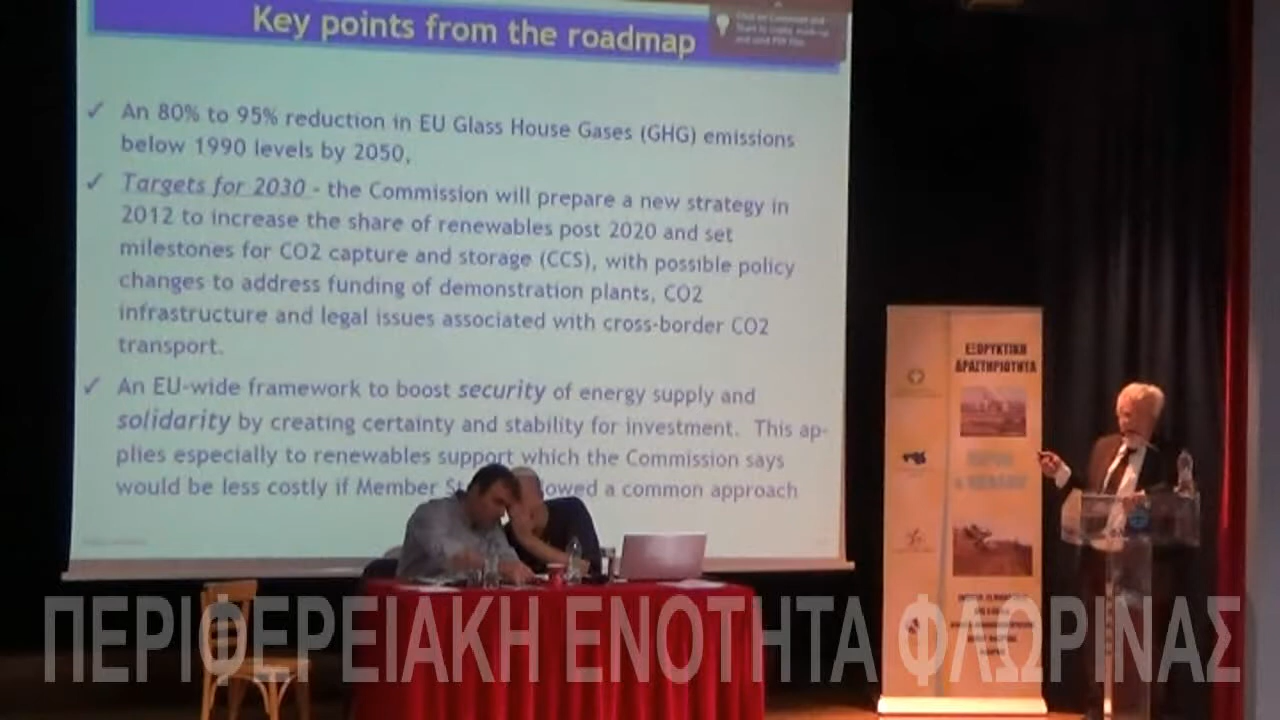 Key points from the roadmap
✓ An 80% to 95% reduction in EU Glass House Gases (GHG) emissions
below 1990 levels by 2050,
✓ Targets for 2030 - the Commission will prepare a new strategy in
2012 to increase the share of renewables post 2020 and set
milestones for CO2 capture and storage (CCS), with possible policy
changes to address funding of demonstration plants, CO2
infrastructure and legal issues associated with cross-border CO2
transport.
✓ An EU-wide framework to boost security of energy supply and
solidarity by creating certainty and stability for investment. This ap-
plies especially to renewables support which the Commission says
would be less costly if Member owed a common approach
ΕΞΟΡΥΚΤΙΚΗ
ΔΡΑΣΤΗΡΙΟΤΗΤΑ
ΠΕΡΙΦΕΡΕΙΑΚΗ ΕΝΟΤΗΤΑ ΦΛΩΡΙΝΑΣ